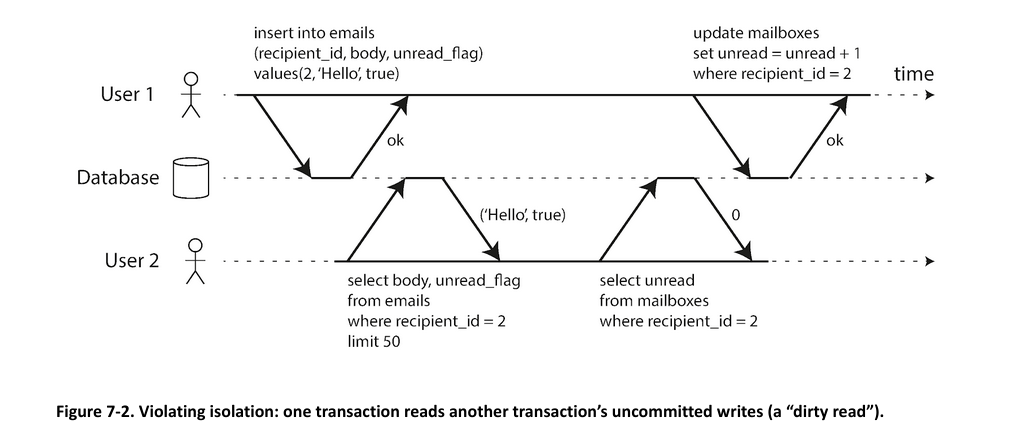 insert into emails
(recipient_id, body, unread_flag)
values(2, ‘Hello’, true)
update mailboxes
set unread = unread + 1
where recipient_id = 2
time
User 1
ok
ok
Database
(‘Hello’, true)
0
User 2
select body, unread_flag
from emails
where recipient_id = 2
limit 50
select unread
from mailboxes
where recipient_id = 2
Figure 7-2. Violating isolation: one transaction reads another transaction’s uncommitted writes (a “dirty read”).